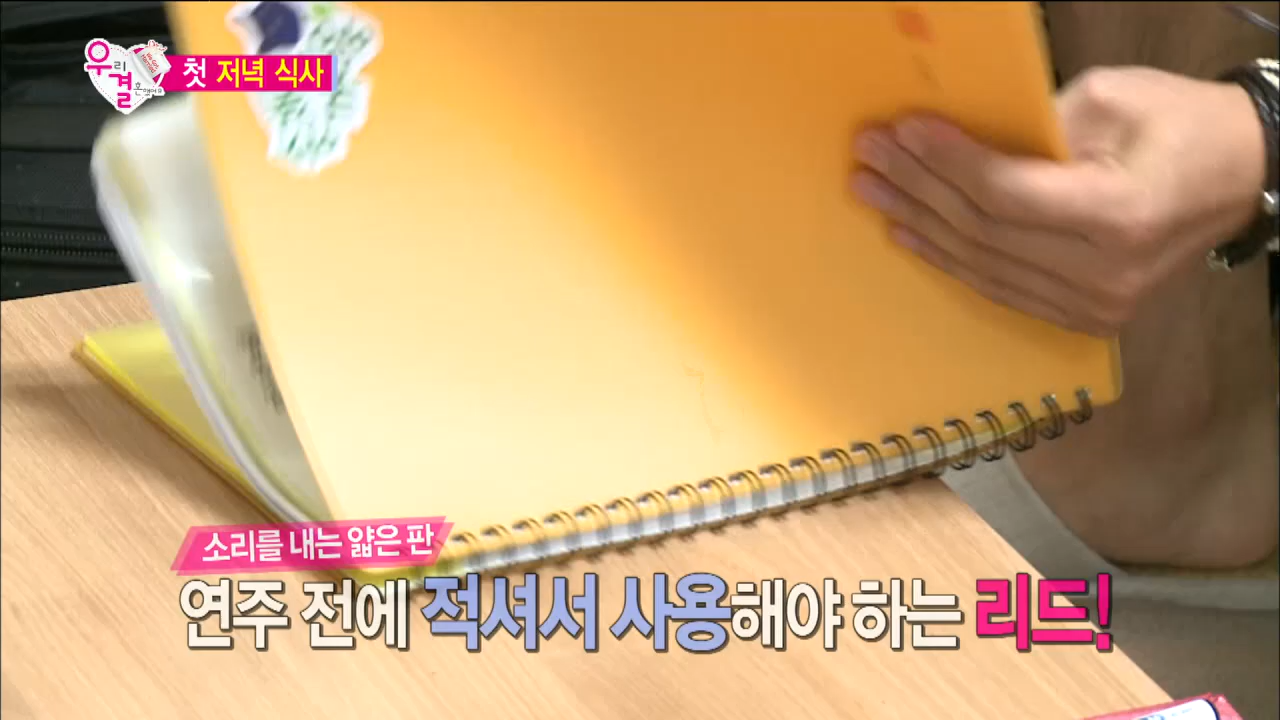 우리
결혼했어요
첫 저녁 식사
소리를 내는 얇은 판
연주 전에 적셔서 사용해야 하는 리드!